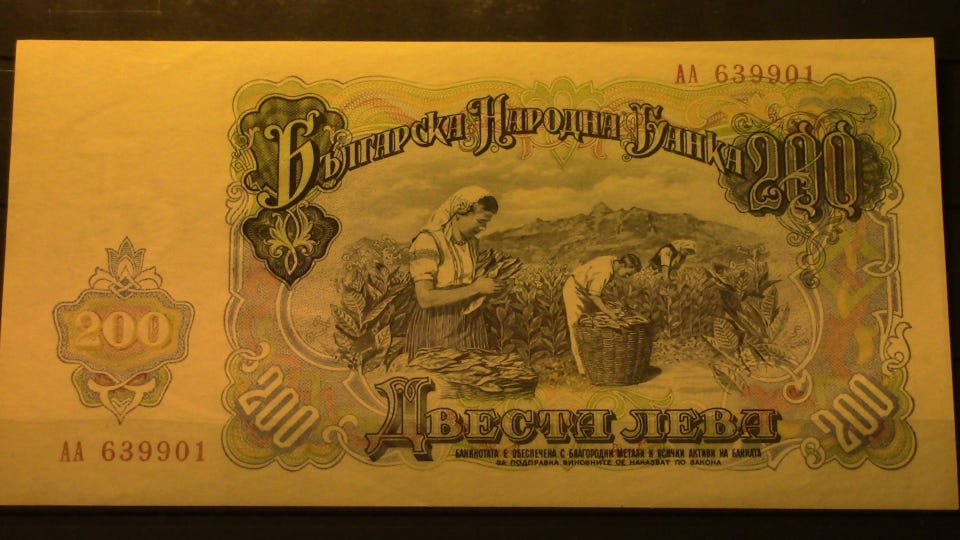 АА 639901
Българска Народна Банка
200
200
АА 639901
200
200
Двеста лева
БАНКНОТАТА Е ОБЕЗПЕЧЕНА С БЛАГОРОДНИ МЕТАЛИ И ВСИЧКИ АКТИВИ НА БАНКАТА
ЗА ПОДПРАВКА ВИНОВНИТЕ СЕ НАКАЗВАТ ПО ЗАКОНА